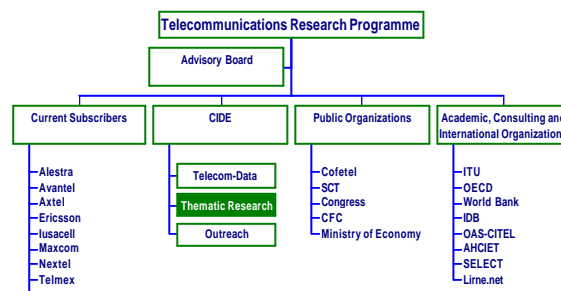 Telecommunications Research Programme
Advisory Board
Current Subscribers
Alestra
Avantel
Axtel
Ericsson
Iusacell
Maxcom
Nextel
Telmex
CIDE
Telecom-Data
Thematic Research
Outreach
Public Organizations
Cofetel
SCT
Congress
CFC
Ministry of Economy
Academic, Consulting and
International Organization
ITU
OECD
World Bank
IDB
OAS-CITEL
AHCIET
SELECT
Lirne.net